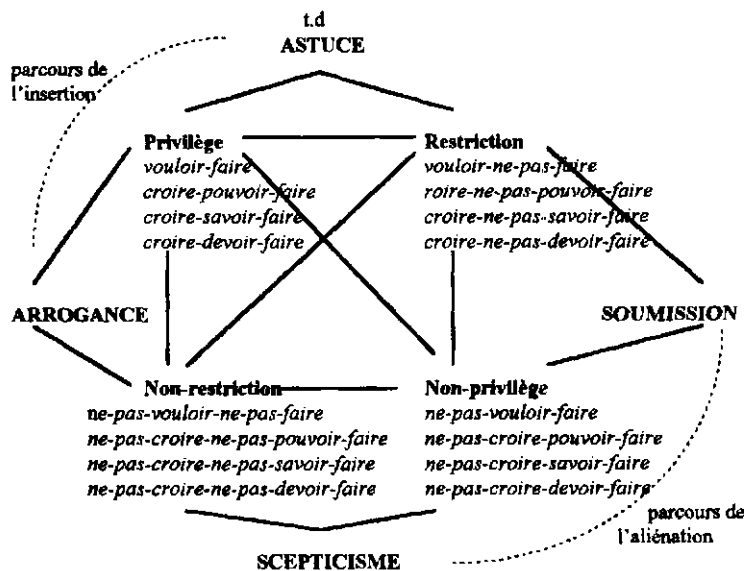 t.d
ASTUCE
parcours de
l'insertion
Privilège
vouloir-faire
croire-pouvoir-faire
croire-savoir-faire
croire-devoir-faire
Restriction
vouloir-ne-pas-faire
roire-ne-pas-pouvoir-faire
croire-ne-pas-savoir-faire
croire-ne-pas-devoir-faire
ARROGANCE
SOUMISSION
Non-restriction
ne-pas-vouloir-ne-pas-faire
ne-pas-croire-ne-pas-pouvoir-faire
ne-pas-croire-ne-pas-savoir-faire
ne-pas-croire-ne-pas-devoir-faire
Non-privilège
ne-pas-vouloir-faire
ne-pas-croire-pouvoir-faire
ne-pas-croire-savoir-faire
ne-pas-croire-devoir-faire
parcours de
l'aliénation
SCEPTICISME